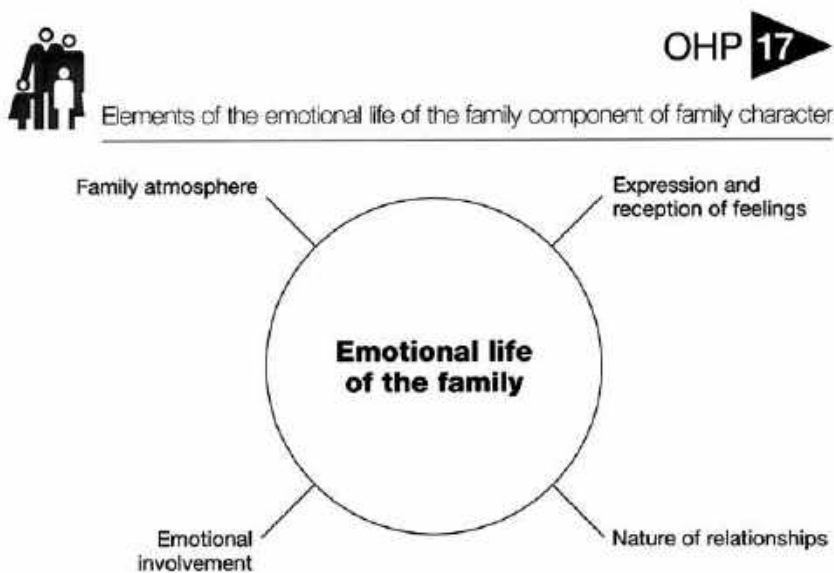 OHP 17
Elements of the emotional life of the family component of family character
Family atmosphere
Expression and
reception of feelings
Emotional life
of the family
Emotional
involvement
Nature of relationships